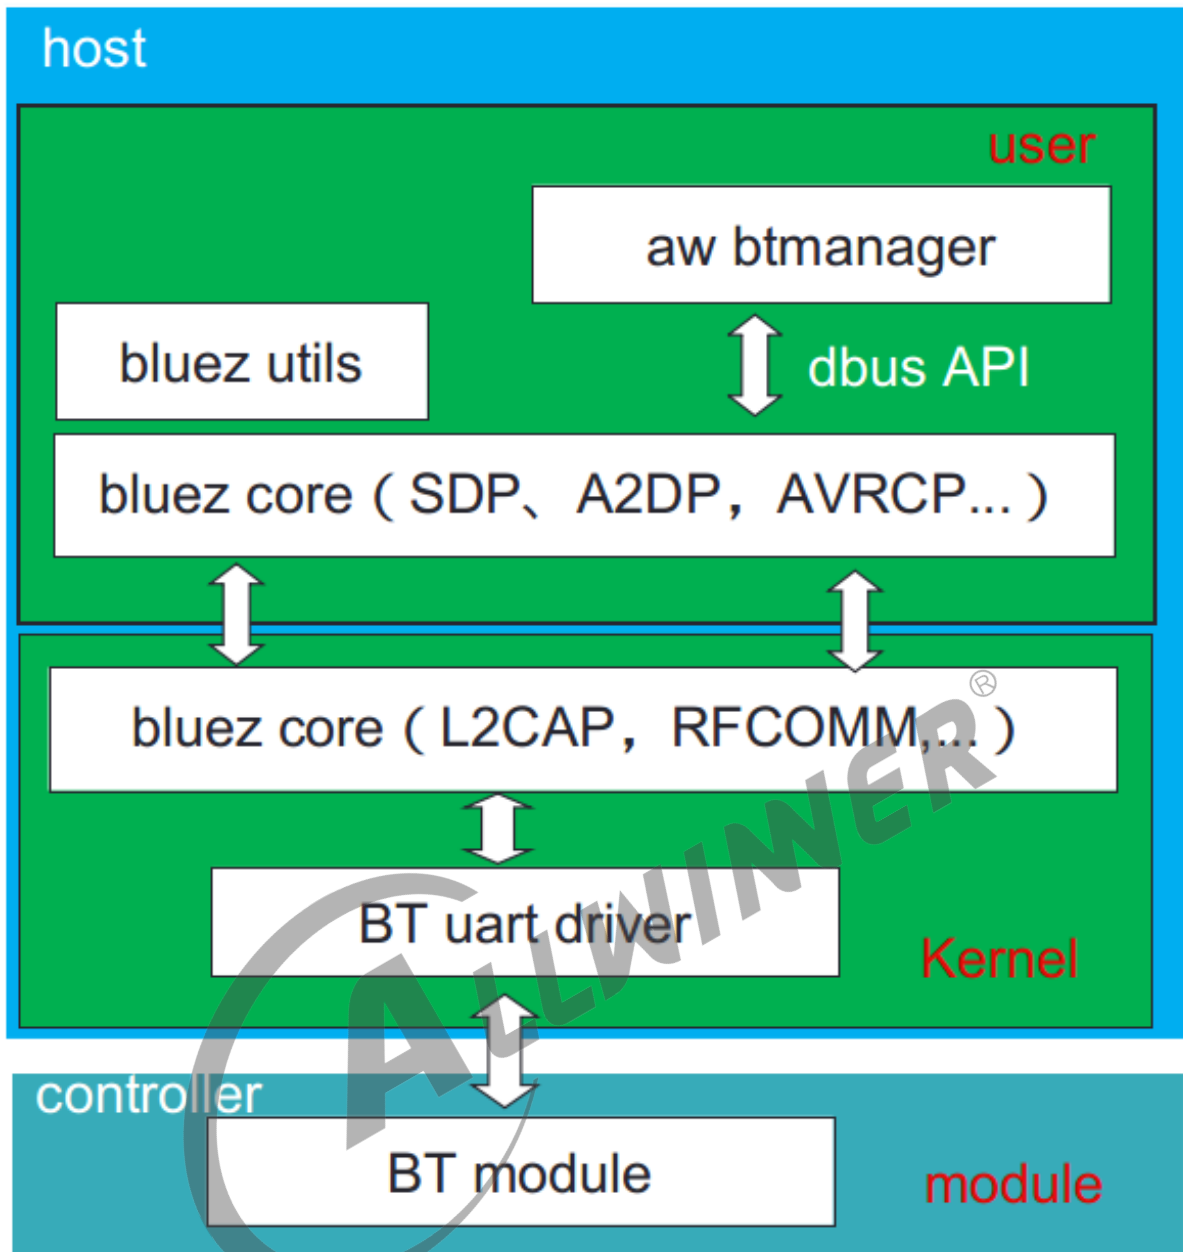 host
user
aw btmanager
bluez utils
dbus API
bluez core（SDP、A2DP，AVRCP...）
bluez core（L2CAP，RFCOMM,...）
BT uart driver
Kernel
ALLWINNER®
controller
BT module
module